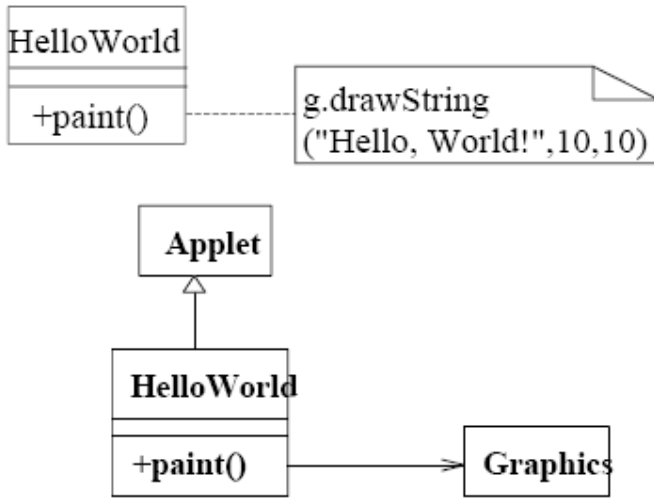 HelloWorld
+paint()
g.drawString
("Hello, World!",10,10)
Applet
HelloWorld
+paint()
Graphics